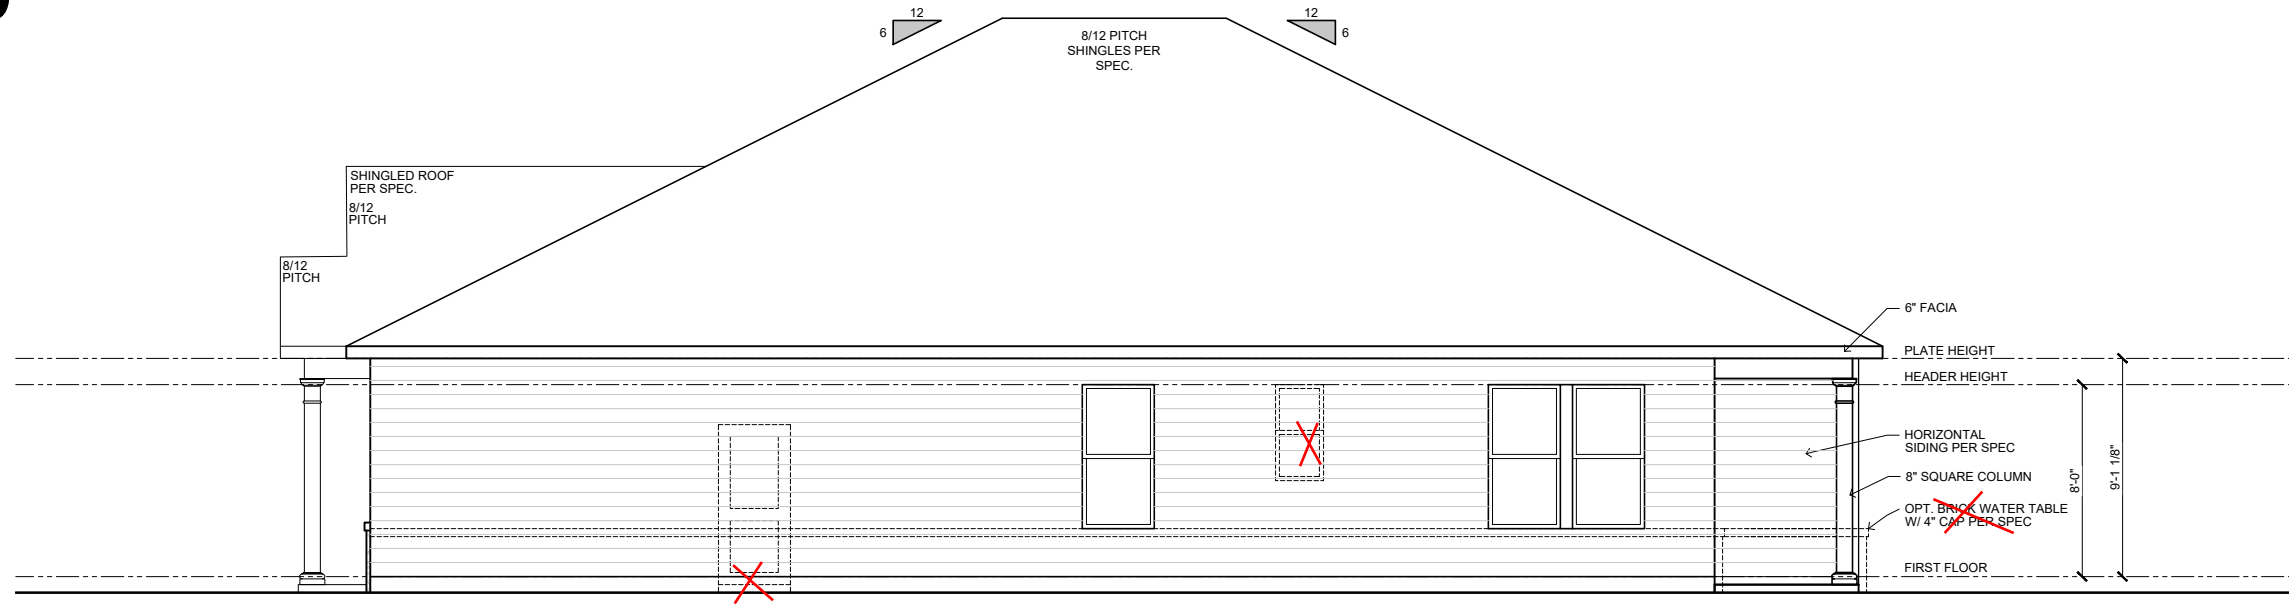 12
6
12
6
8/12 PITCH
SHINGLES PER
SPEC.
SHINGLED ROOF
PER SPEC.
8/12
PITCH
8/12
PITCH
6" FACIA
PLATE HEIGHT
HEADER HEIGHT
HORIZONTAL
SIDING PER SPEC
8" SQUARE COLUMN
OPT. BRICK WATER TABLE
W/ 4" CAP PER SPEC
FIRST FLOOR
8'-0"
9'-1 1/8"